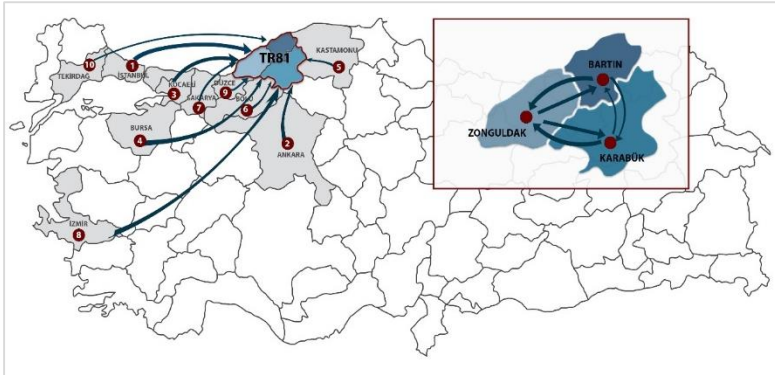 10
TEKİRDAĞ
1
İSTANBUL
3
KOCAELİ
7
SAKARYA
9
DÜZCE
6
BOLU
TR81
KASTAMONU
5
4
BURSA
2
ANKARA
İZMİR
8
BARTIN
ZONGULDAK
KARABÜK